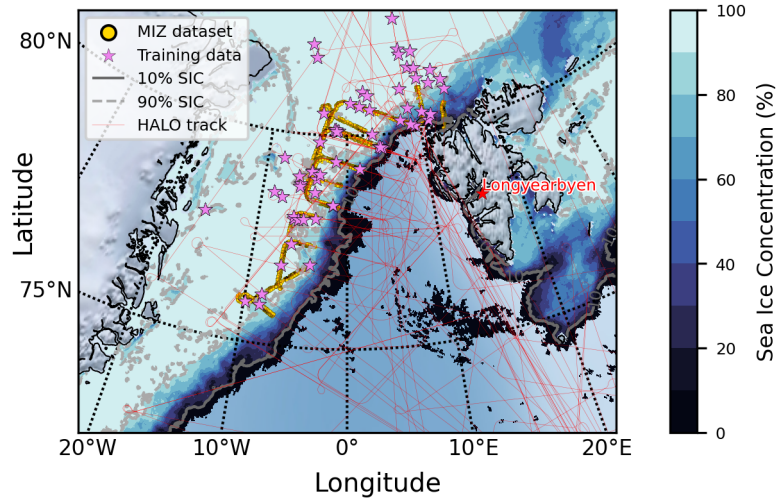 MIZ dataset
Training data
10% SIC
90% SIC
HALO track
80°N
75°N
Latitude
Longyearbyen
20°W
10°W
0°
10°E
20°E
Longitude
100
80
60
40
20
0
Sea Ice Concentration (%)